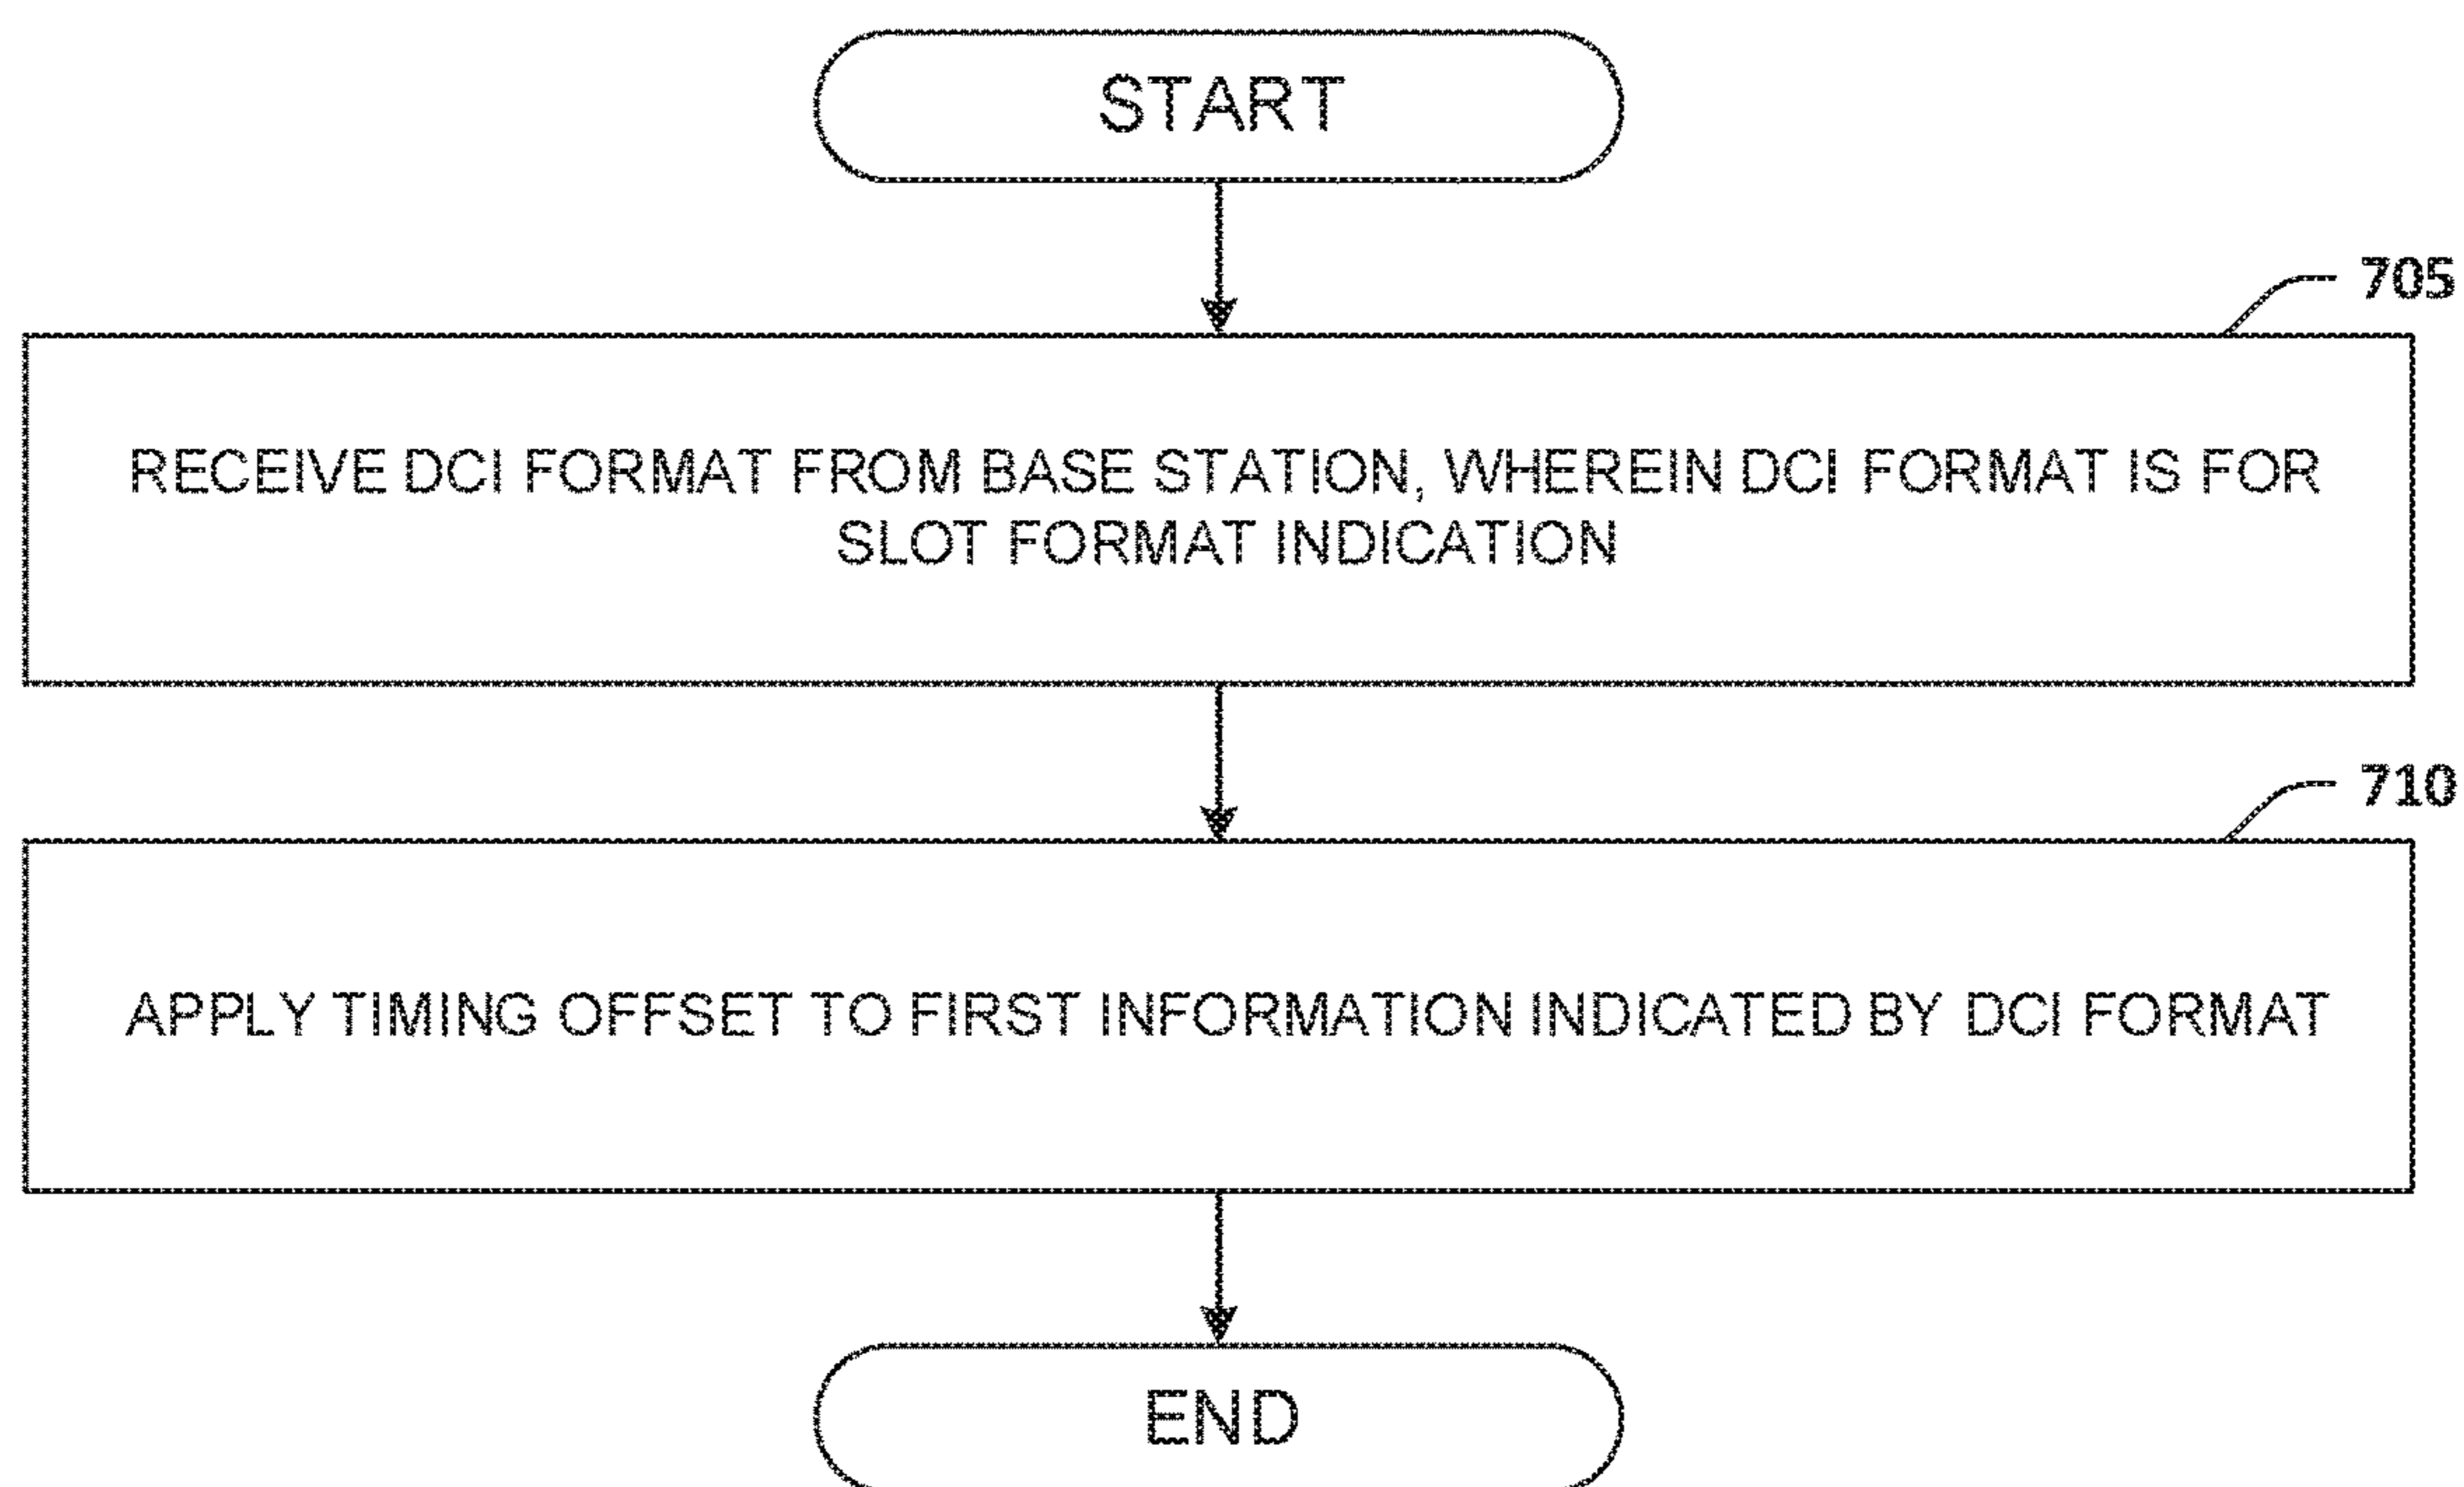 START
705
RECEIVE DCI FORMAT FROM BASE STATION, WHEREIN DCI FORMAT IS FOR
SLOT FORMAT INDICATION
710
APPLY TIMING OFFSET TO FIRST INFORMATION INDICATED BY DCI FORMAT
END